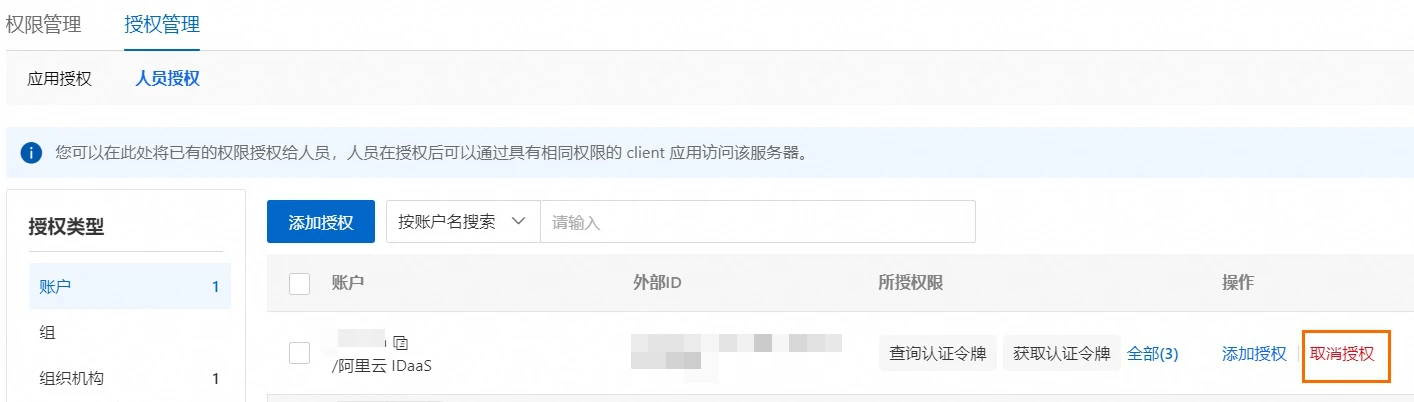 权限管理 授权管理
应用授权 人员授权
您可以在此处将已有的权限授权给人员，人员在授权后可以通过具有相同权限的 client 应用访问该服务器。
授权类型
账户 1
组
组织机构 1
添加授权 按账户名搜索 请输入
账户 外部ID 所授权限 操作
/阿里云 IDaaS 查询认证令牌 获取认证令牌 全部(3) 添加授权 取消授权